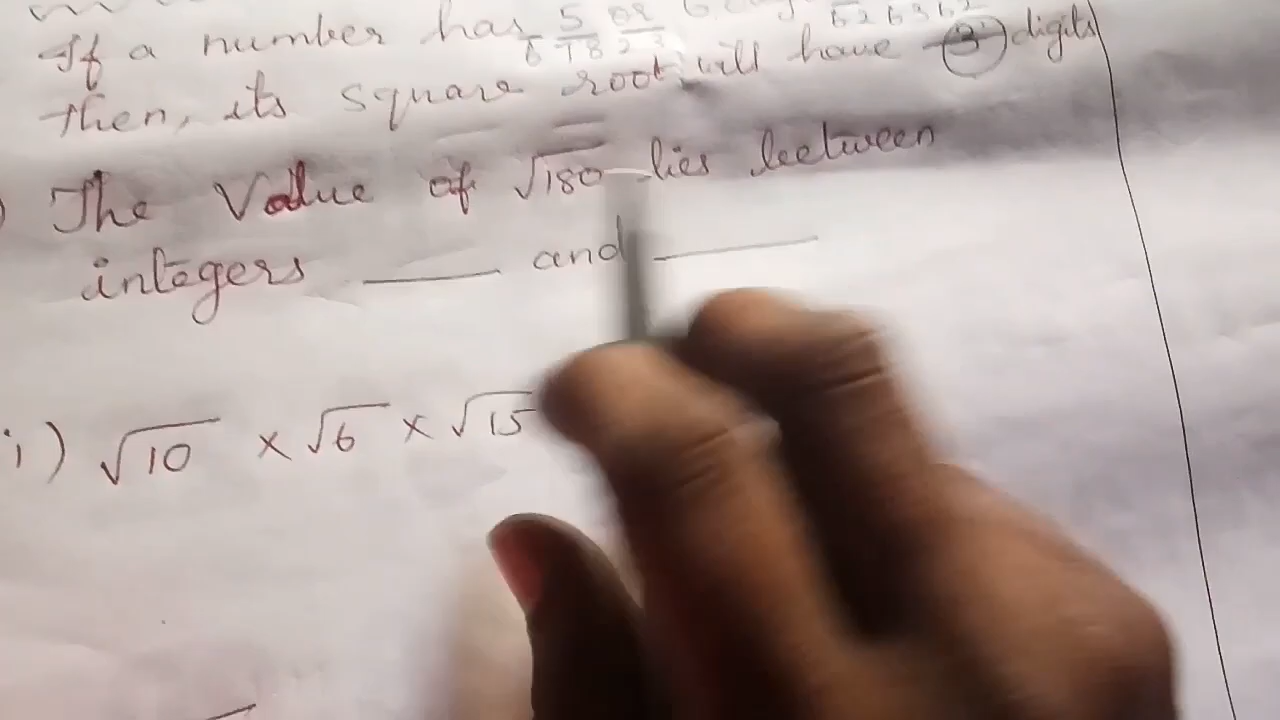 If a number has 5 or 6
then, its square root will have 3 digits
The Value of √180 lies between
integers ____ and ____
i) √10 × √6 × √15